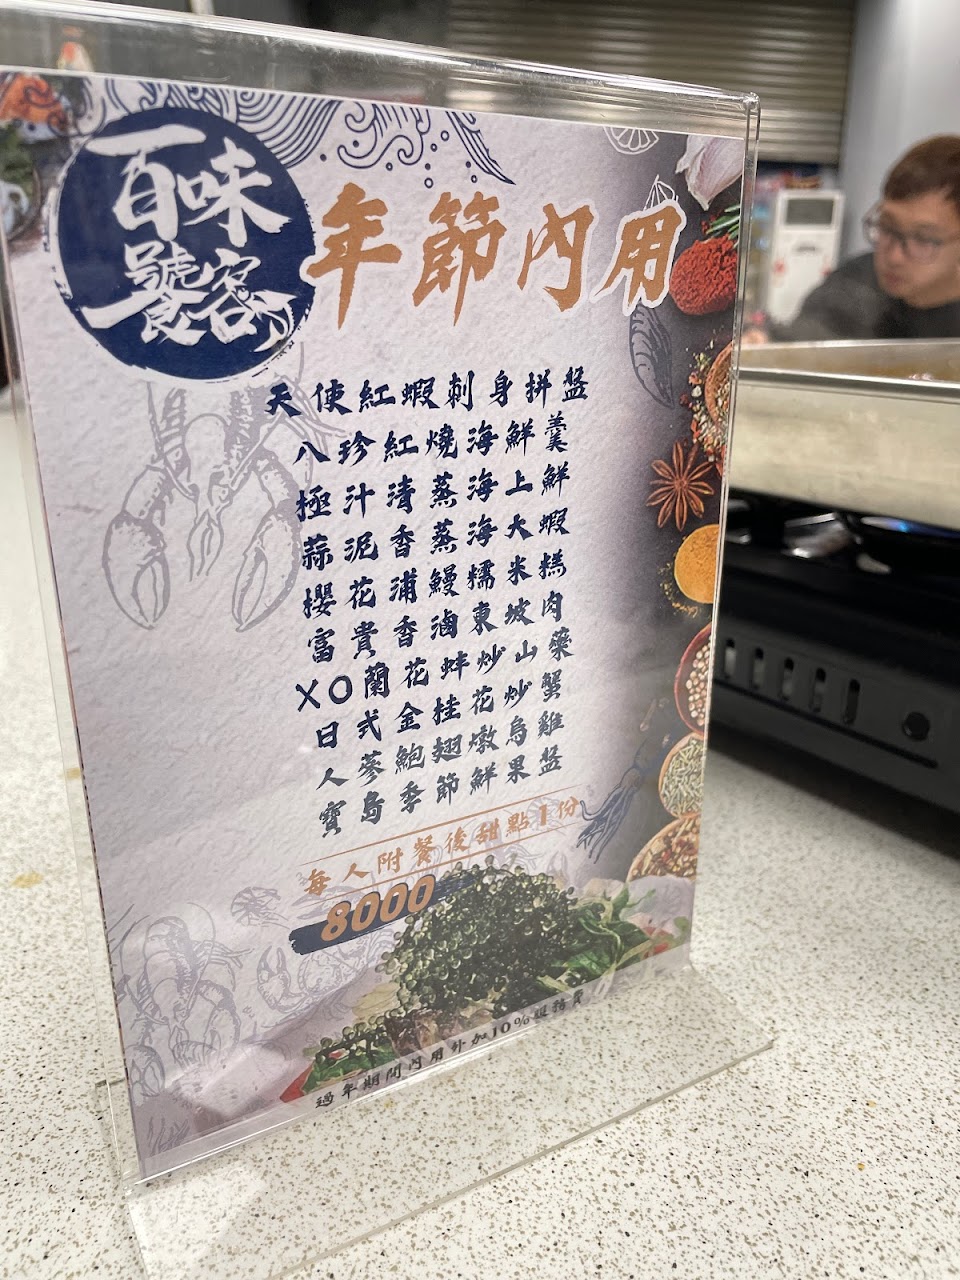 百味
饕客
年節內用
天使紅蝦刺身拼盤
八珍紅燒海鮮羹
極汁清蒸海上鮮
蒜泥香蒸海大蝦
櫻花浦鰻糯米糕
富貴香滷東坡肉
XO蘭花蚌炒山藥
日式金桂花炒蟹
人蔘鮑翅燉烏雞
寶島季節鮮果盤
每人附餐後甜點1份
8000
過年期間內用外加10%服務費